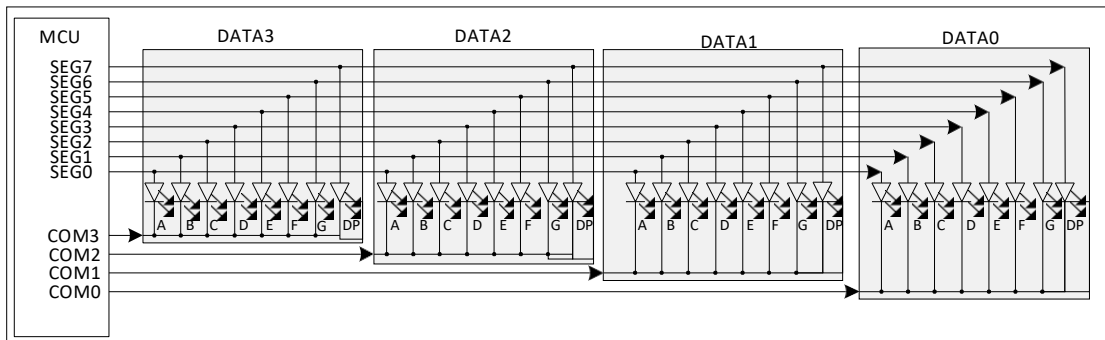 MCU
DATA3 DATA2 DATA1 DATA0
SEG7
SEG6
SEG5
SEG4
SEG3
SEG2
SEG1
SEG0
A B C D E F G DP A B C D E F G DP A B C D E F G DP A B C D E F G DP
COM3
COM2
COM1
COM0